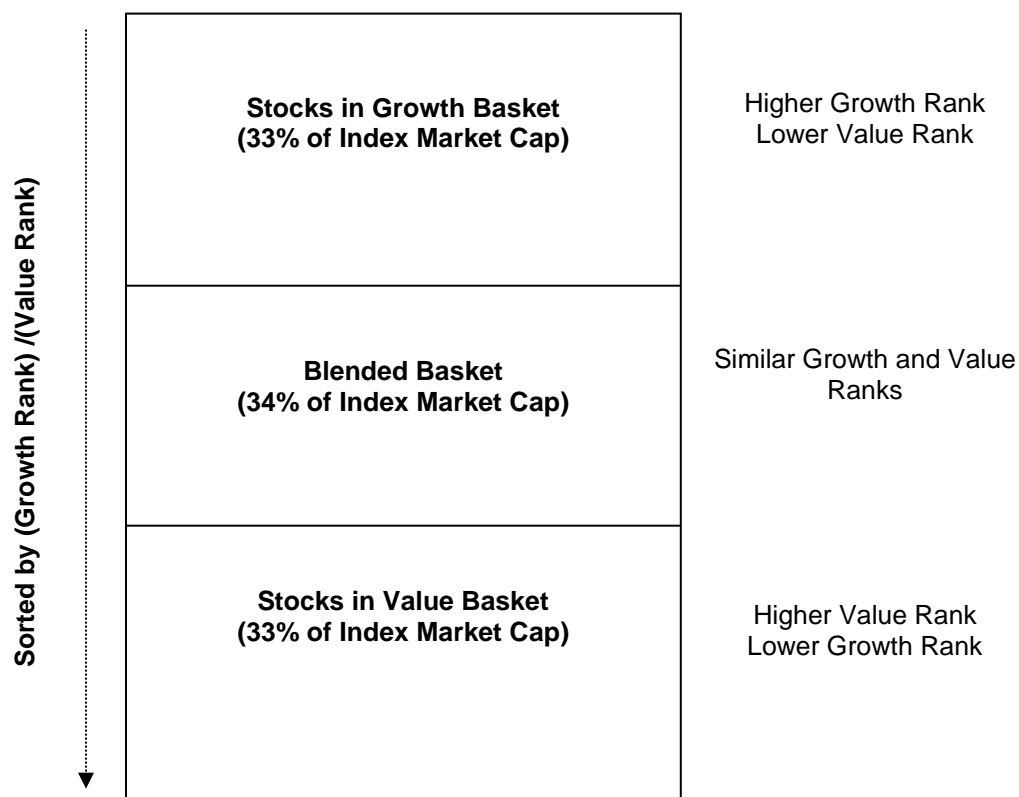 Sorted by (Growth Rank) /(Value Rank)
Stocks in Growth Basket
(33% of Index Market Cap)
Higher Growth Rank
Lower Value Rank
Blended Basket
(34% of Index Market Cap)
Similar Growth and Value
Ranks
Stocks in Value Basket
(33% of Index Market Cap)
Higher Value Rank
Lower Growth Rank